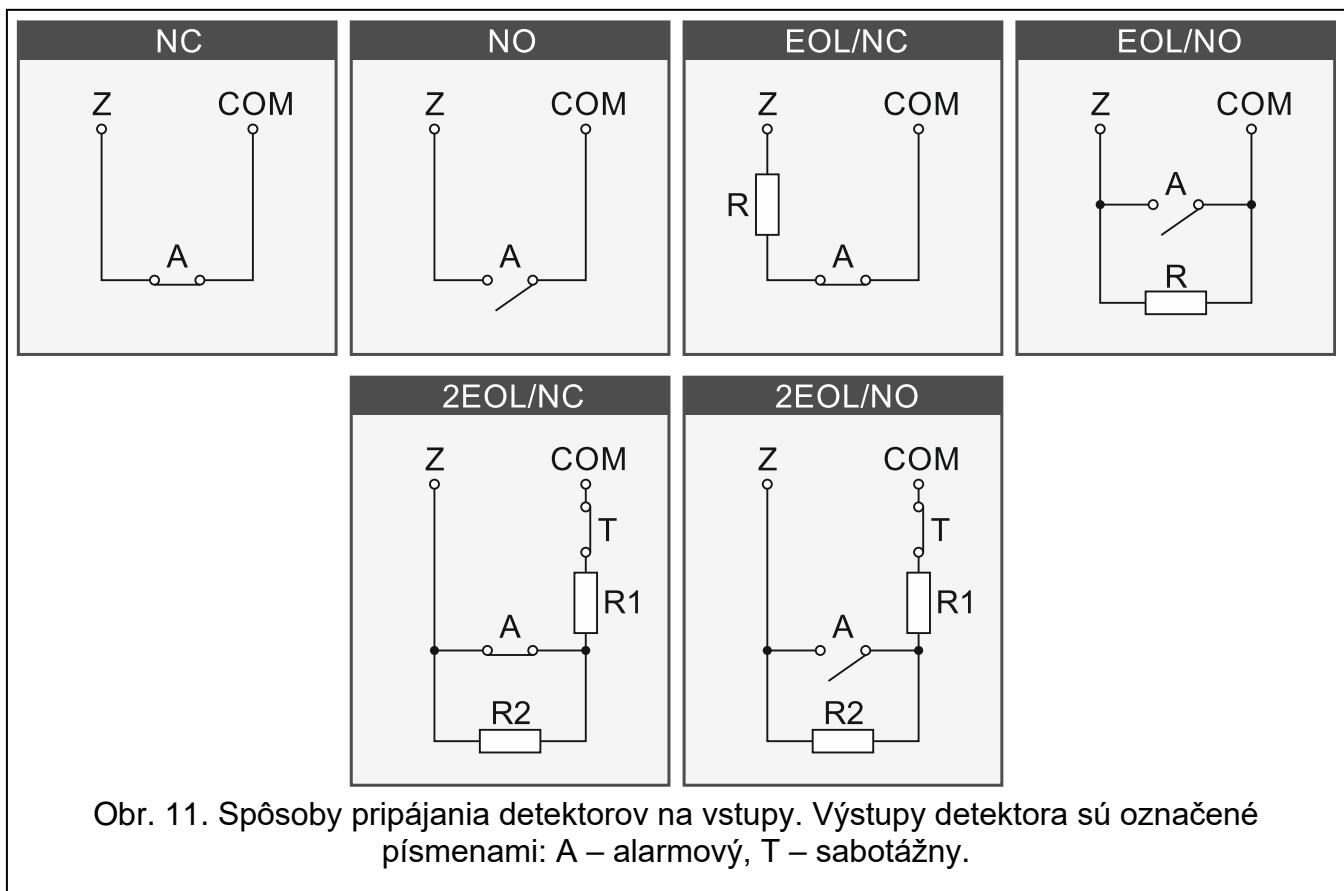 NC NO EOL/NC EOL/NO
Z COM Z COM Z COM Z COM
A
A
R A
A
R
2EOL/NC 2EOL/NO
Z COM Z COM
T T
R1 R1
A A
R2 R2
Obr. 11. Spôsoby pripájania detektorov na vstupy. Výstupy detektora sú označené
písmenami: A – alarmový, T – sabotážny.